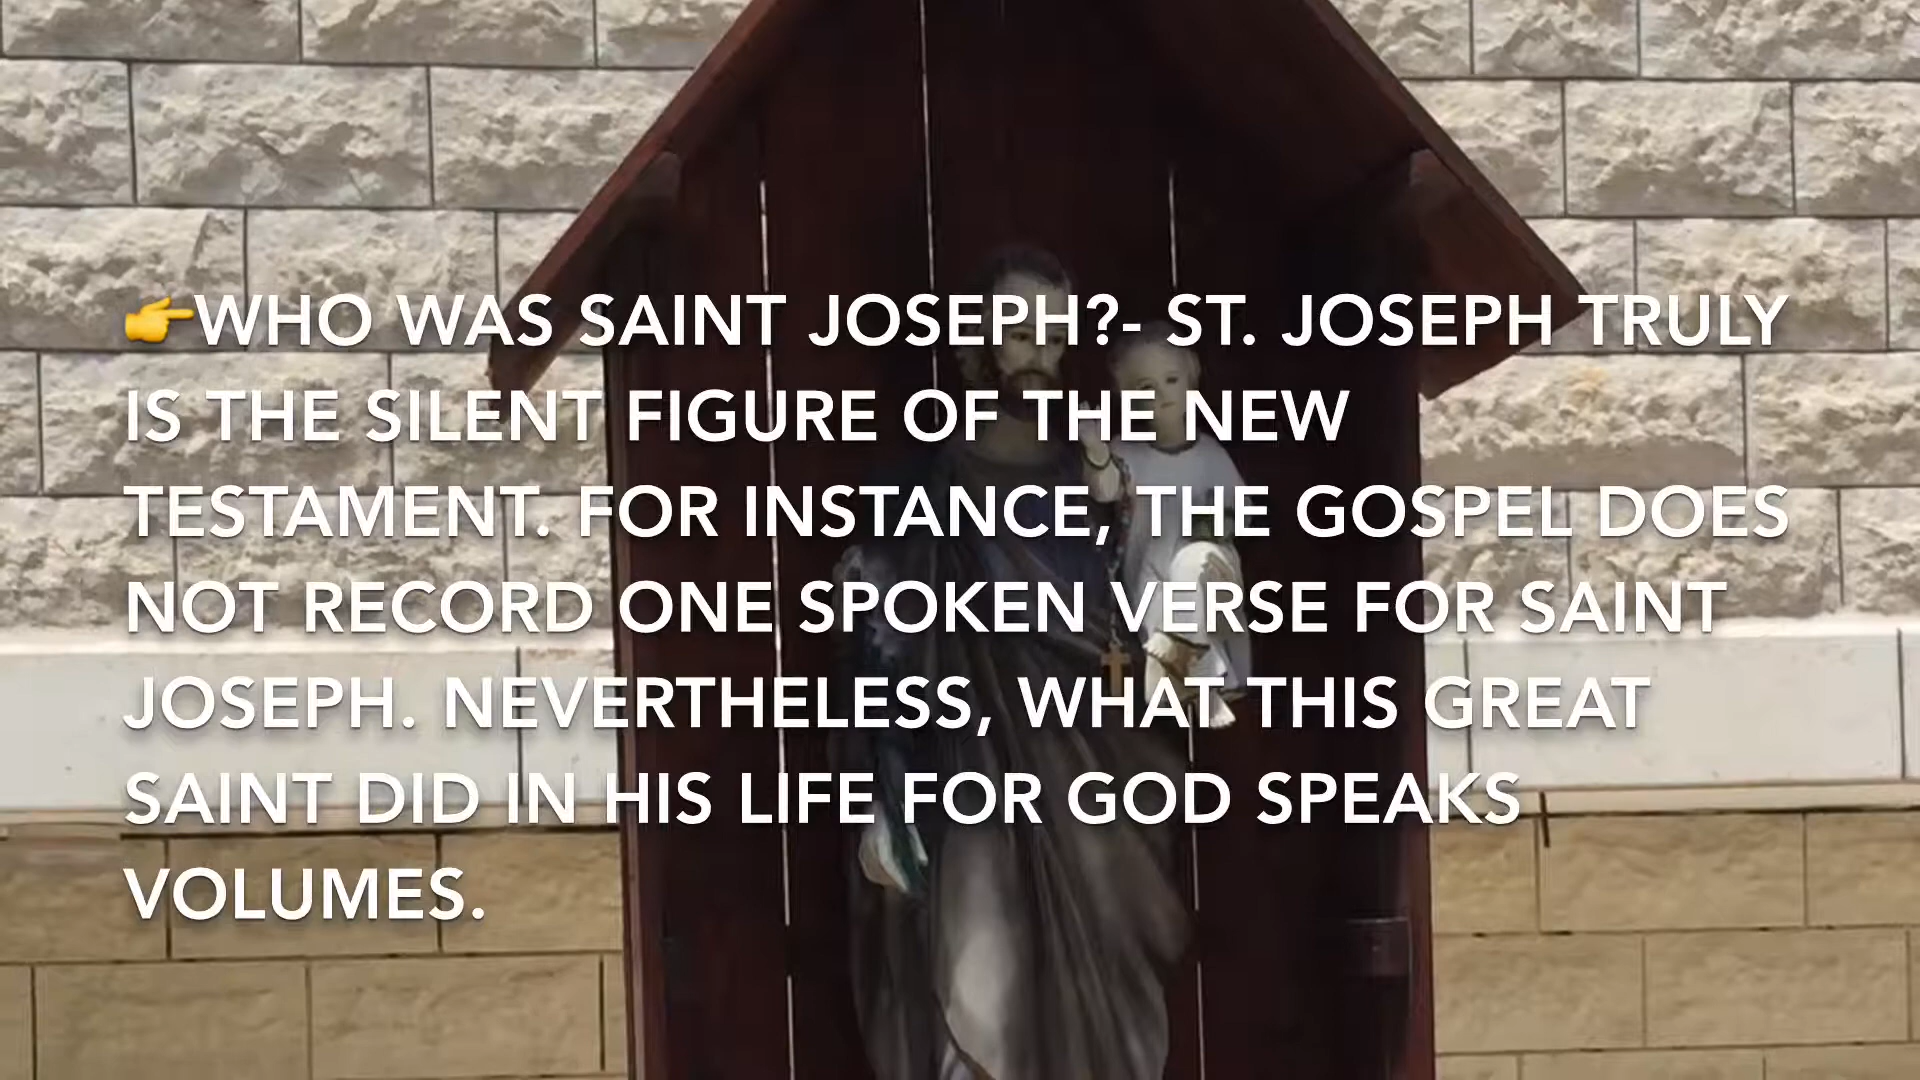 👉WHO WAS SAINT JOSEPH?- ST. JOSEPH TRULY
IS THE SILENT FIGURE OF THE NEW
TESTAMENT. FOR INSTANCE, THE GOSPEL DOES
NOT RECORD ONE SPOKEN VERSE FOR SAINT
JOSEPH. NEVERTHELESS, WHAT THIS GREAT
SAINT DID IN HIS LIFE FOR GOD SPEAKS
VOLUMES.